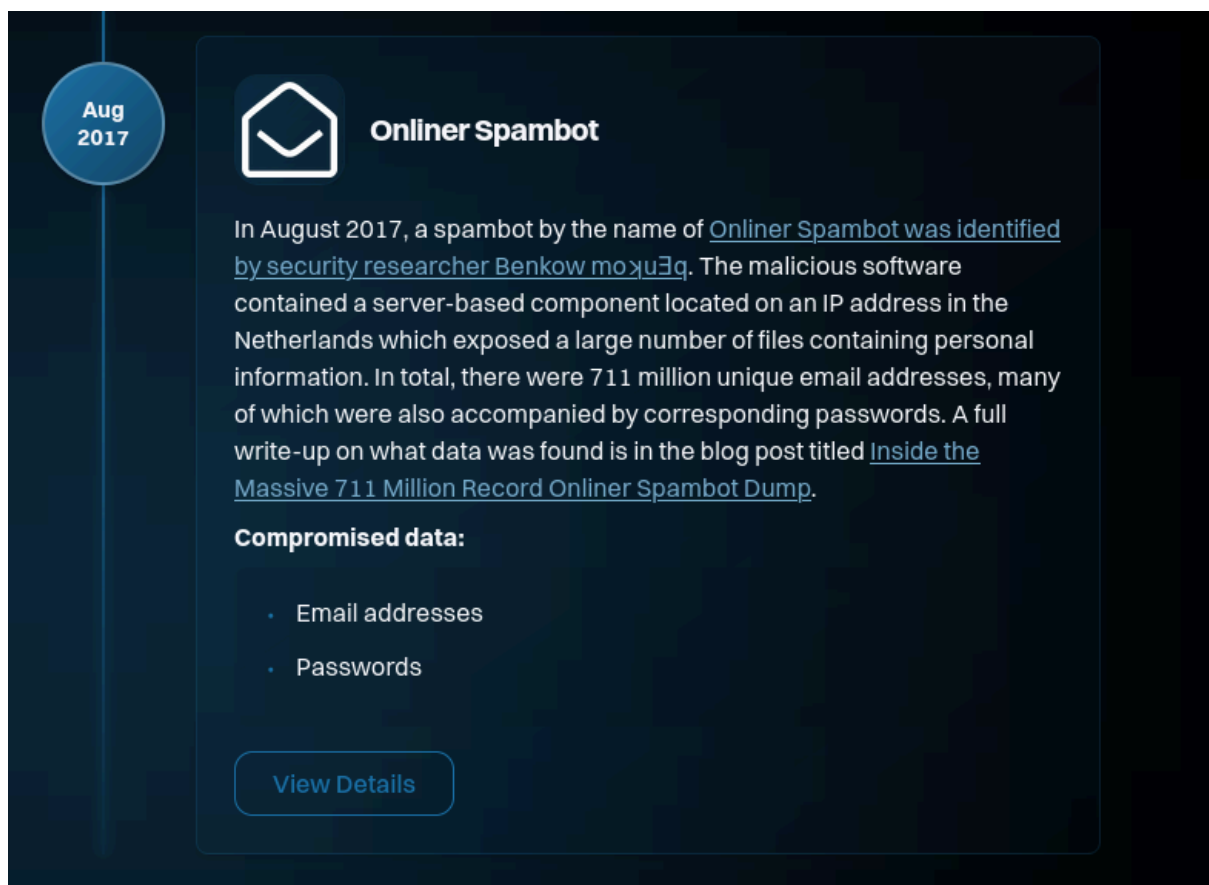 Aug
2017
Onliner Spambot
In August 2017, a spambot by the name of Onliner Spambot was identified
by security researcher Benkow moʞuƎq. The malicious software
contained a server-based component located on an IP address in the
Netherlands which exposed a large number of files containing personal
information. In total, there were 711 million unique email addresses, many
of which were also accompanied by corresponding passwords. A full
write-up on what data was found is in the blog post titled Inside the
Massive 711 Million Record Onliner Spambot Dump.
Compromised data:
• Email addresses
• Passwords
View Details